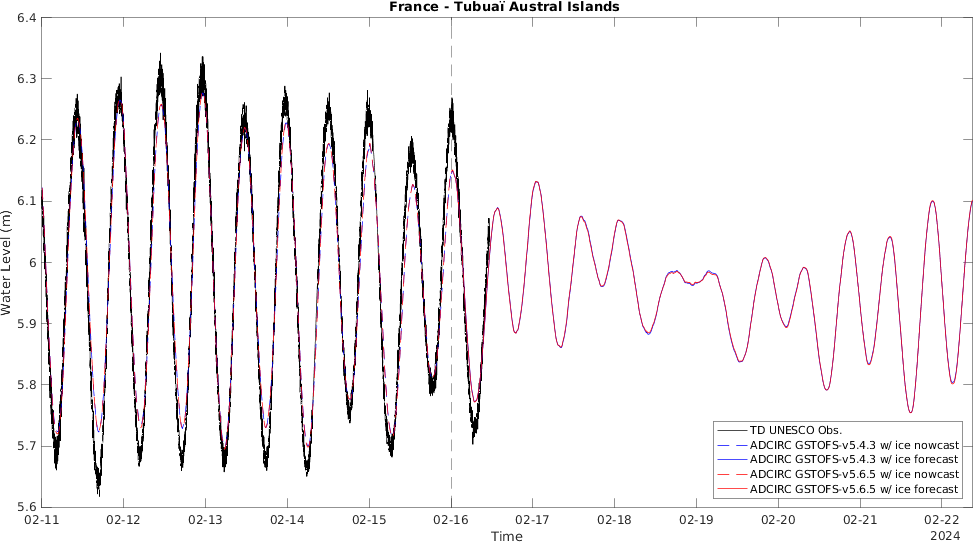 France - Tubuaï Austral Islands
6.4
6.3
6.2
6.1
6
5.9
5.8
5.7
5.6
Water Level (m)
TD UNESCO Obs.
ADCIRC GSTOFS-v5.4.3 w/ ice nowcast
ADCIRC GSTOFS-v5.4.3 w/ ice forecast
ADCIRC GSTOFS-v5.6.5 w/ ice nowcast
ADCIRC GSTOFS-v5.6.5 w/ ice forecast
02-11 02-12 02-13 02-14 02-15 02-16 02-17 02-18 02-19 02-20 02-21 02-22
Time 2024